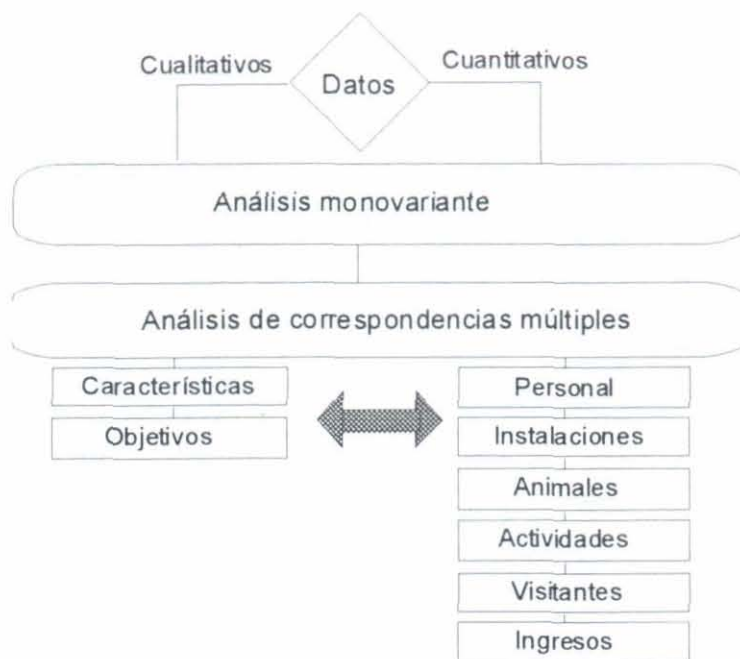 Cualitativos
Datos
Cuantitativos
Análisis monovariante
Análisis de correspondencias múltiples
Características
Objetivos
Personal
Instalaciones
Animales
Actividades
Visitantes
Ingresos